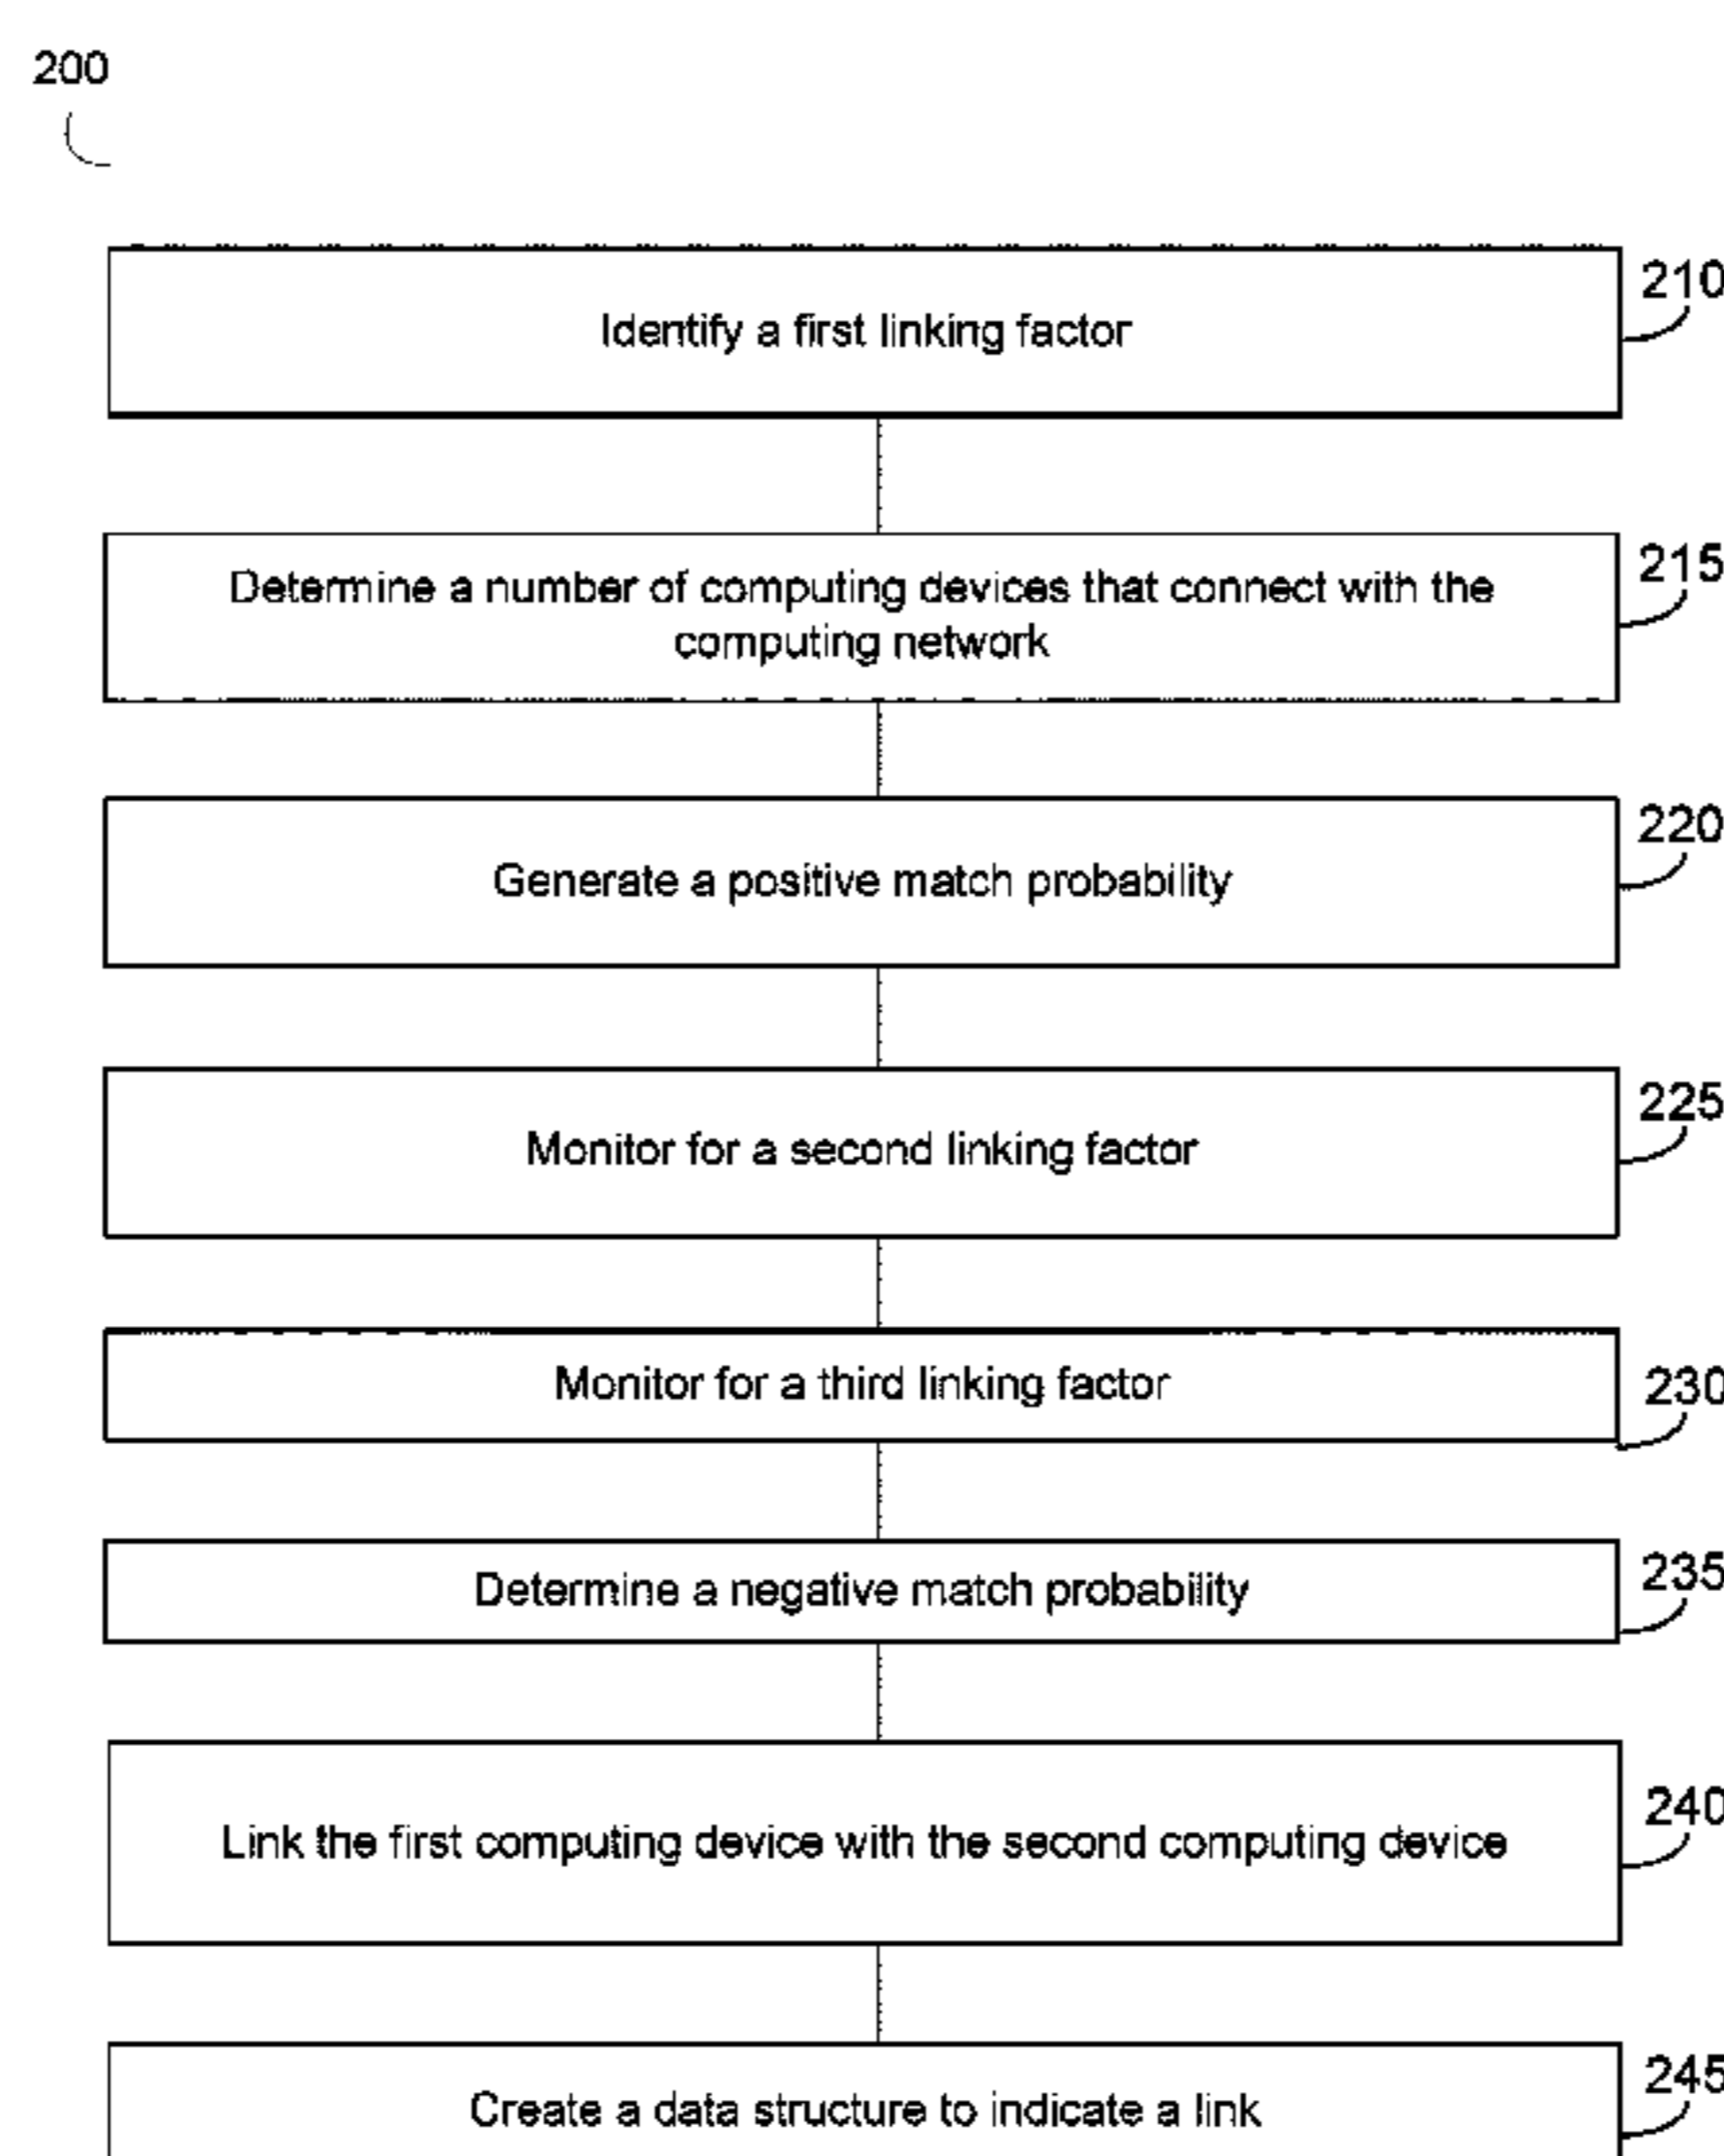 200
210
Identify a first linking factor
215
Determine a number of computing devices that connect with the
computing network
220
Generate a positive match probability
225
Monitor for a second linking factor
230
Monitor for a third linking factor
235
Determine a negative match probability
240
Link the first computing device with the second computing device
245
Create a data structure to indicate a link